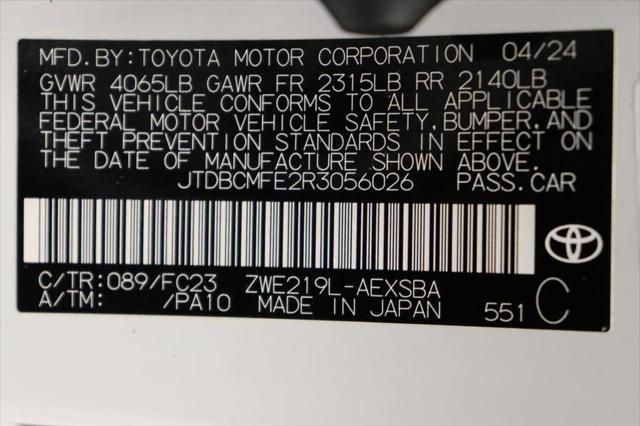 MFD. BY: TOYOTA MOTOR CORPORATION 04/24
GVWR 4065LB GAWR FR 2315LB RR 2140LB
THIS VEHICLE CONFORMS TO ALL APPLICABLE
FEDERAL MOTOR VEHICLE SAFETY, BUMPER, AND
THEFT PREVENTION STANDARDS IN EFFECT ON
THE DATE OF MANUFACTURE SHOWN ABOVE.
JTDBCMFE2R3056026 PASS. CAR
C/TR: 089/FC23 ZWE219L-AEXSBA
A/TM: /PA10 MADE IN JAPAN 551 C